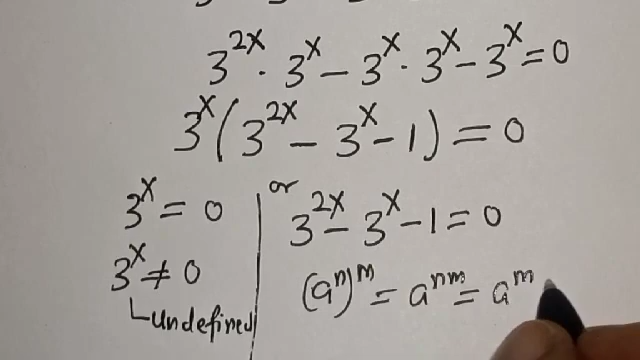 3^{2x} · 3^x − 3^x · 3^x − 3^x = 0
3^x (3^{2x} − 3^x − 1) = 0
3^x = 0
3^x ≠ 0
undefined
or
3^{2x} − 3^x − 1 = 0
(a^n)^m = a^{nm} = a^m